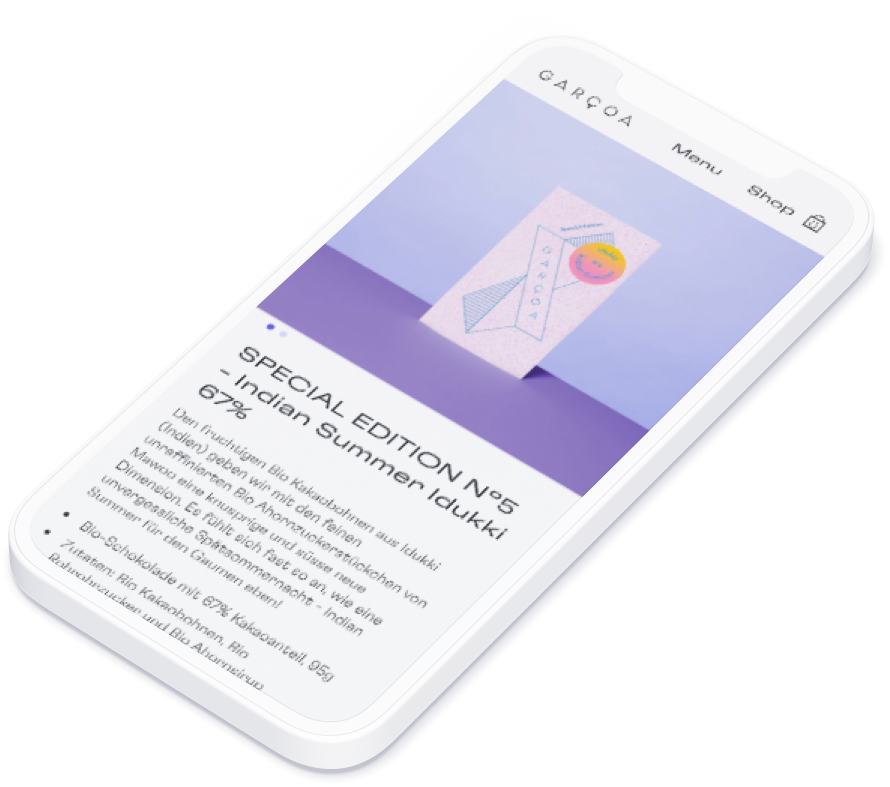 GARÇOA
Menu
Shop
GARÇOA
SPECIAL EDITION Nº5
- Indian Summer Idukki
67%
Den fruchtigen Bio Kakaobohnen aus Idukki
(Indien) geben wir mit den feinen
unraffinierten Bio Ahornzuckerstückchen von
Mawoo eine knusprige und süsse neue
Dimension. Es fühlt sich fast so an, wie eine
unvergessliche Spätsommernacht - Indian
Summer für den Gaumen eben!
• Bio-Schokolade mit 67% Kakaoanteil, 95g
• Zutaten: Bio Kakaobohnen, Bio
Rohrohrzucker und Bio Ahornsirup